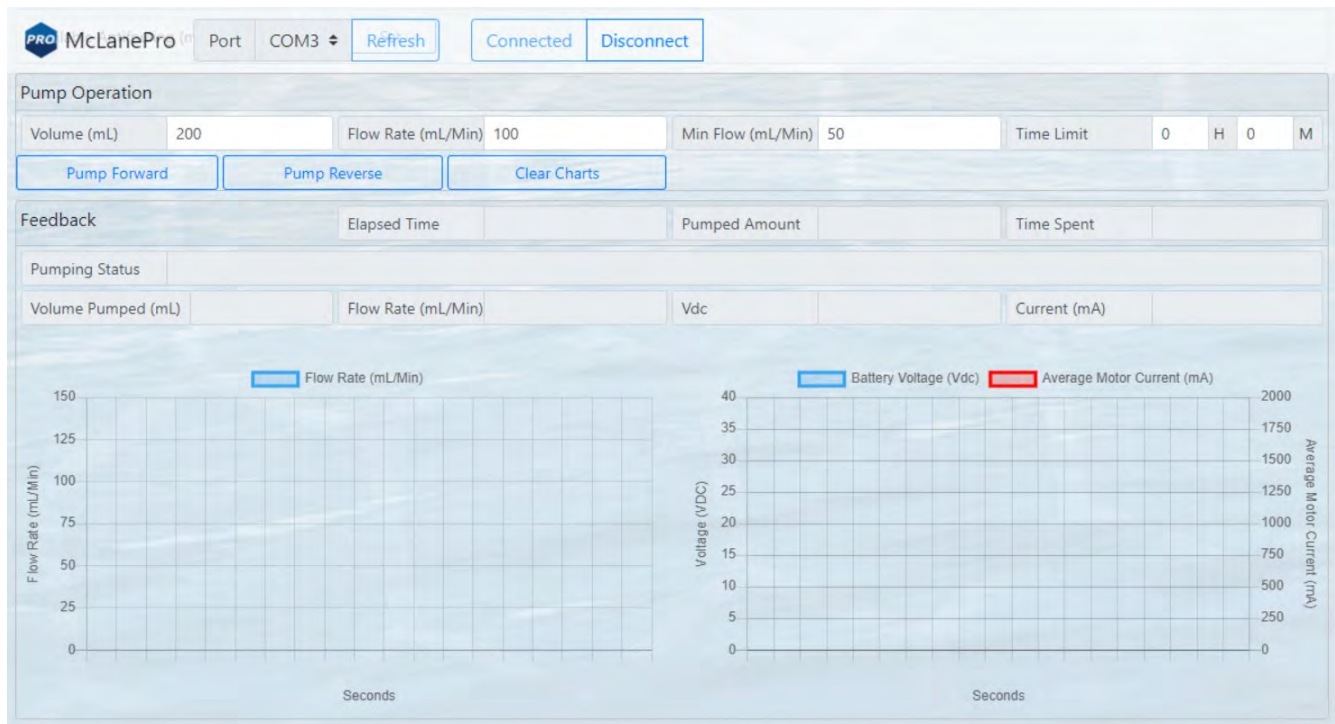 PRO McLanePro Port COM3 Refresh Connected Disconnect
Pump Operation
Volume (mL) 200 Flow Rate (mL/Min) 100 Min Flow (mL/Min) 50 Time Limit 0 H 0 M
Pump Forward Pump Reverse Clear Charts
Feedback Elapsed Time Pumped Amount Time Spent
Pumping Status
Volume Pumped (mL) Flow Rate (mL/Min) Vdc Current (mA)
Flow Rate (mL/Min)
150
125
100
75
50
25
0
Flow Rate (mL/Min)
Seconds
Battery Voltage (Vdc) Average Motor Current (mA)
40
35
30
25
20
15
10
5
0
Voltage (VDC)
2000
1750
1500
1250
1000
750
500
250
0
Average Motor Current (mA)
Seconds